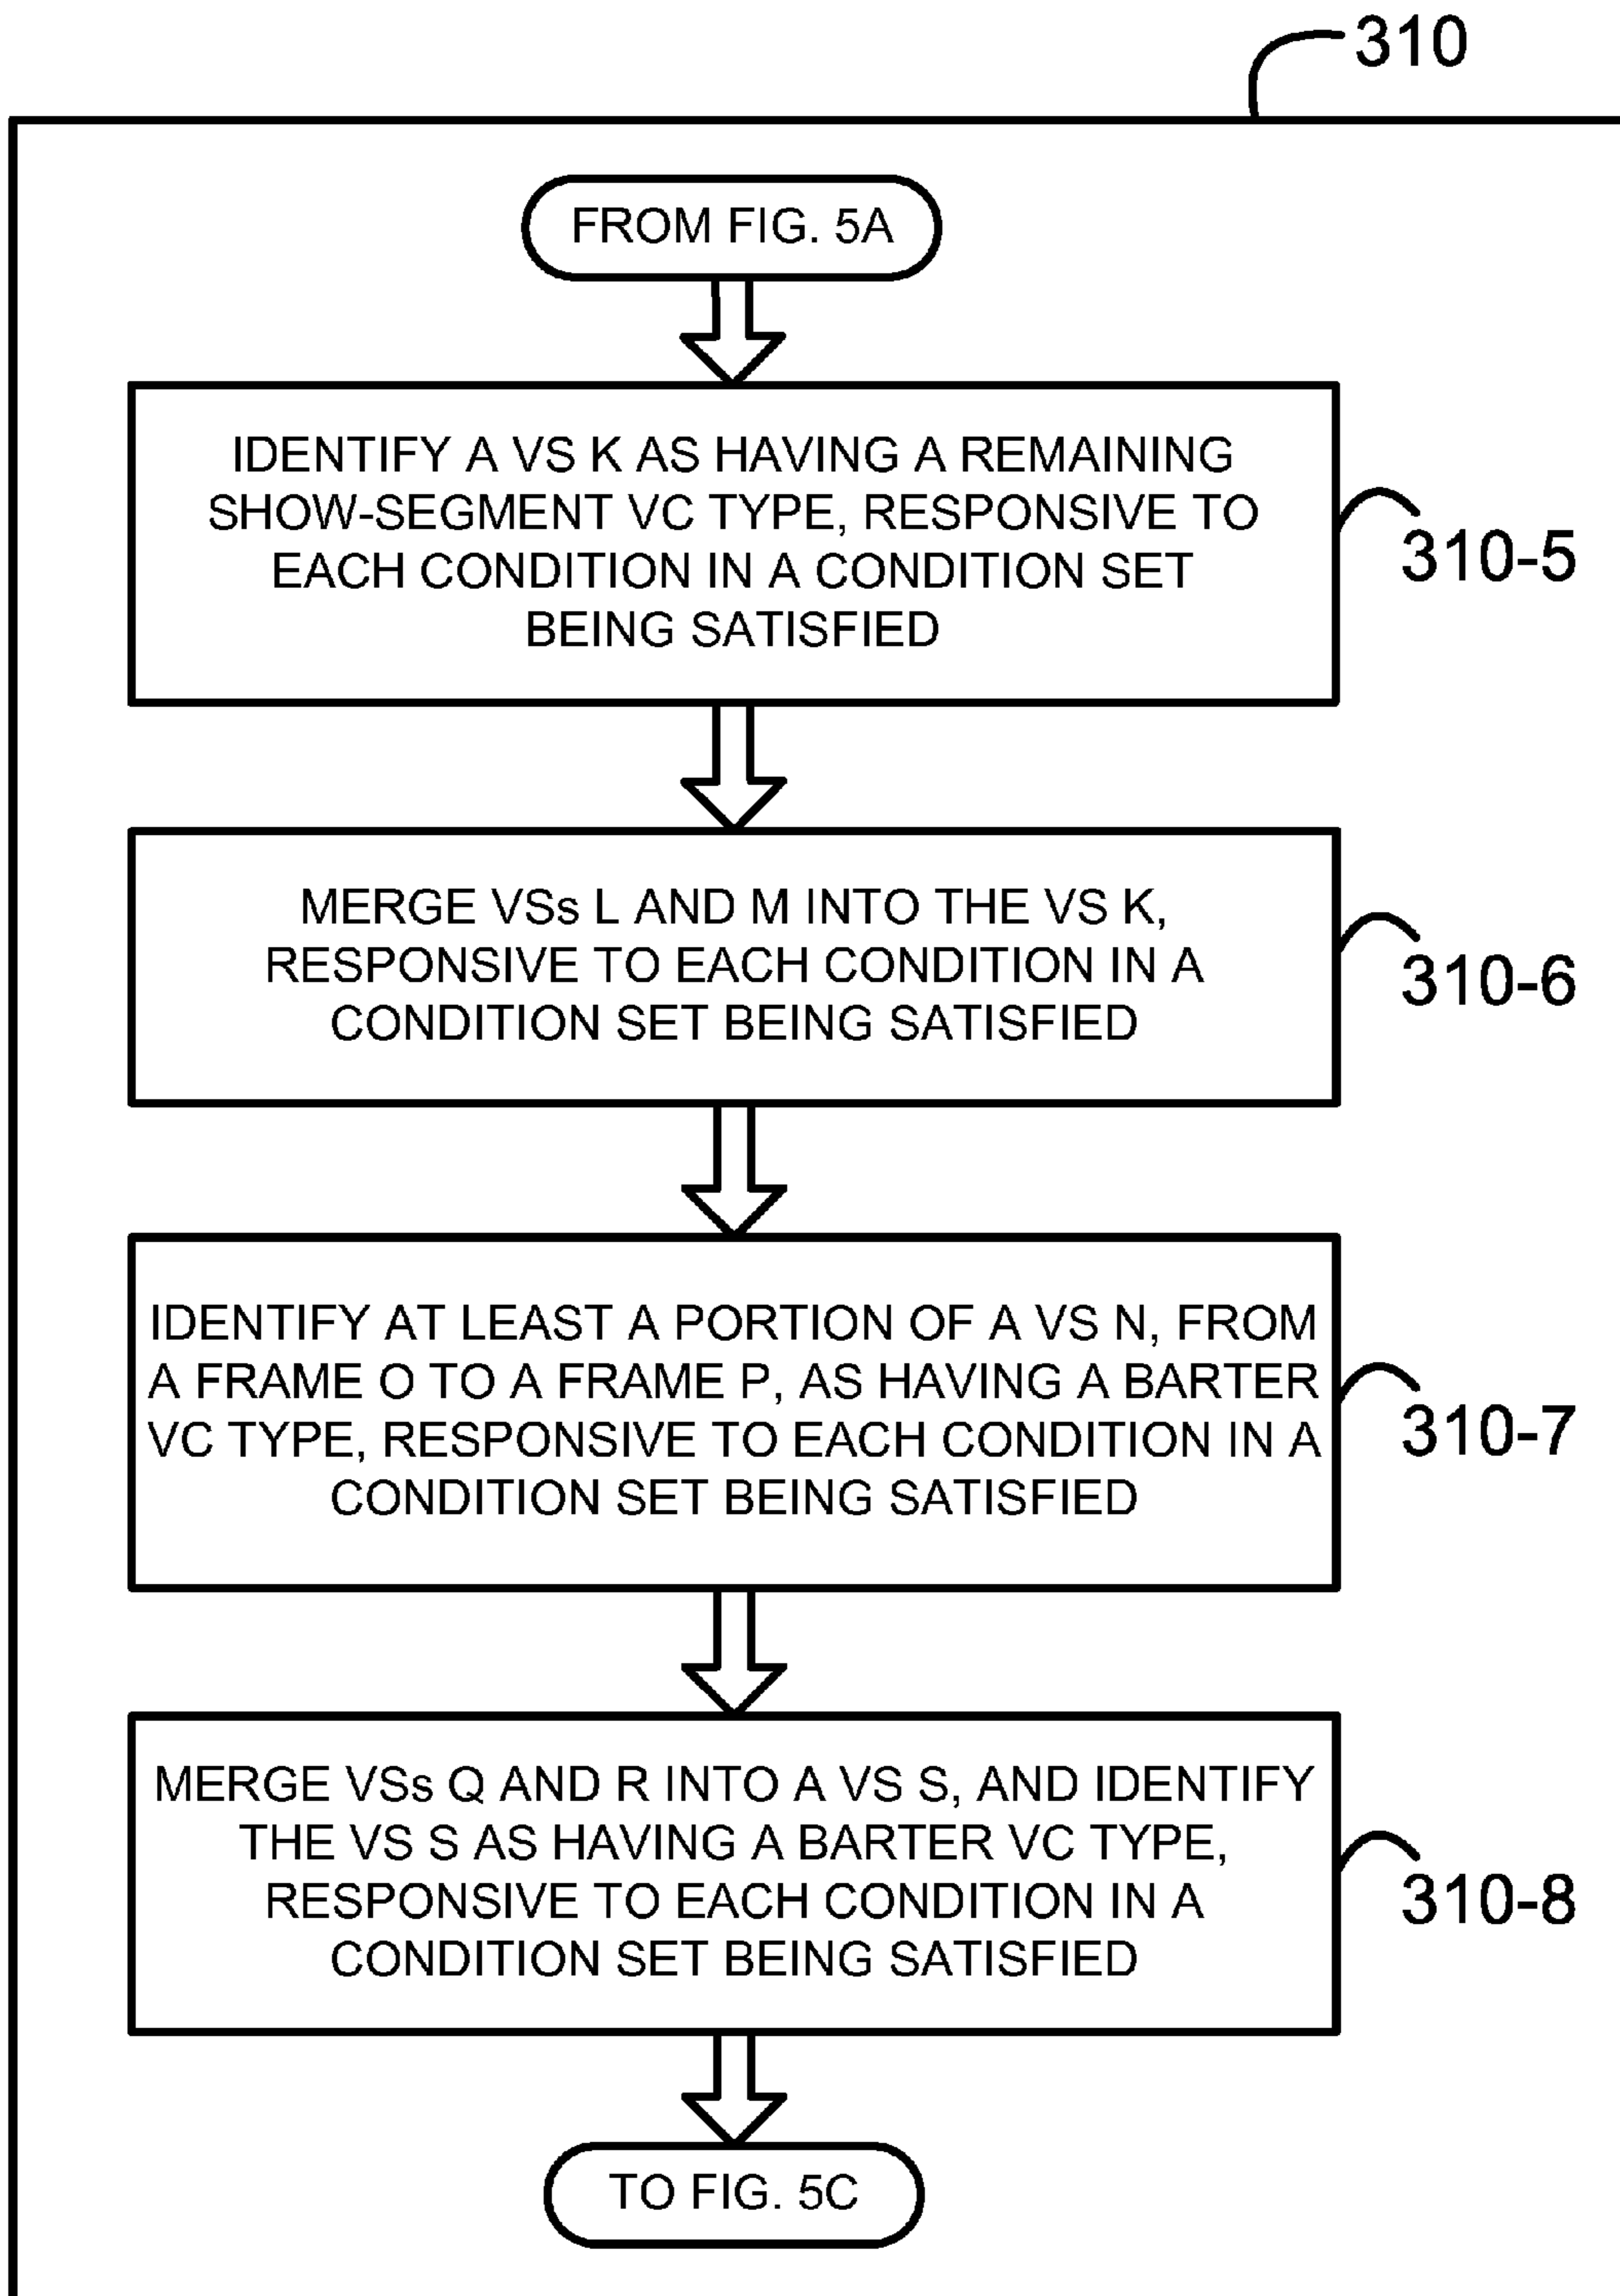 310
FROM FIG. 5A
IDENTIFY A VS K AS HAVING A REMAINING
SHOW-SEGMENT VC TYPE, RESPONSIVE TO
EACH CONDITION IN A CONDITION SET
BEING SATISFIED
310-5
MERGE VSs L AND M INTO THE VS K,
RESPONSIVE TO EACH CONDITION IN A
CONDITION SET BEING SATISFIED
310-6
IDENTIFY AT LEAST A PORTION OF A VS N, FROM
A FRAME O TO A FRAME P, AS HAVING A BARTER
VC TYPE, RESPONSIVE TO EACH CONDITION IN A
CONDITION SET BEING SATISFIED
310-7
MERGE VSs Q AND R INTO A VS S, AND IDENTIFY
THE VS S AS HAVING A BARTER VC TYPE,
RESPONSIVE TO EACH CONDITION IN A
CONDITION SET BEING SATISFIED
310-8
TO FIG. 5C